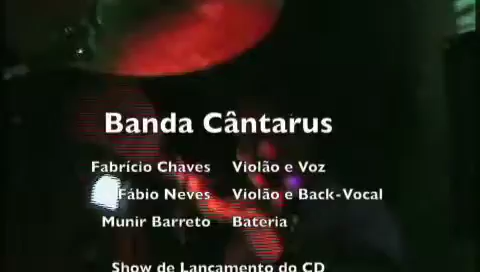 Banda Cântarus
Fabrício Chaves Violão e Voz
Fábio Neves Violão e Back-Vocal
Munir Barreto Bateria
Show de Lançamento do CD